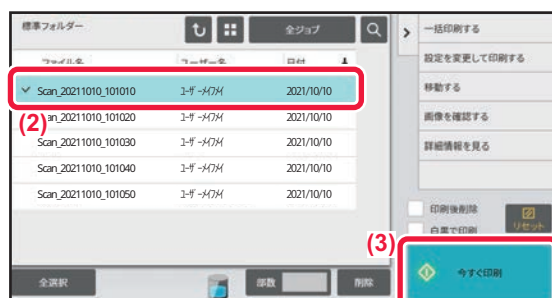 標準フォルダー
全ジョブ
ファイル名 ユーザー名 日付
Scan_20211010_101010 ﾕｰｻﾞｰﾒｲﾒｲ 2021/10/10
(2)
an_20211010_101020 ﾕｰｻﾞｰﾒｲﾒｲ 2021/10/10
Scan_20211010_101030 ﾕｰｻﾞｰﾒｲﾒｲ 2021/10/10
Scan_20211010_101040 ﾕｰｻﾞｰﾒｲﾒｲ 2021/10/10
Scan_20211010_101050 ﾕｰｻﾞｰﾒｲﾒｲ 2021/10/10
全選択
部数
削除
一括印刷する
設定を変更して印刷する
移動する
画像を確認する
詳細情報を見る
印刷後削除
白黒で印刷
リセット
(3)
今すぐ印刷